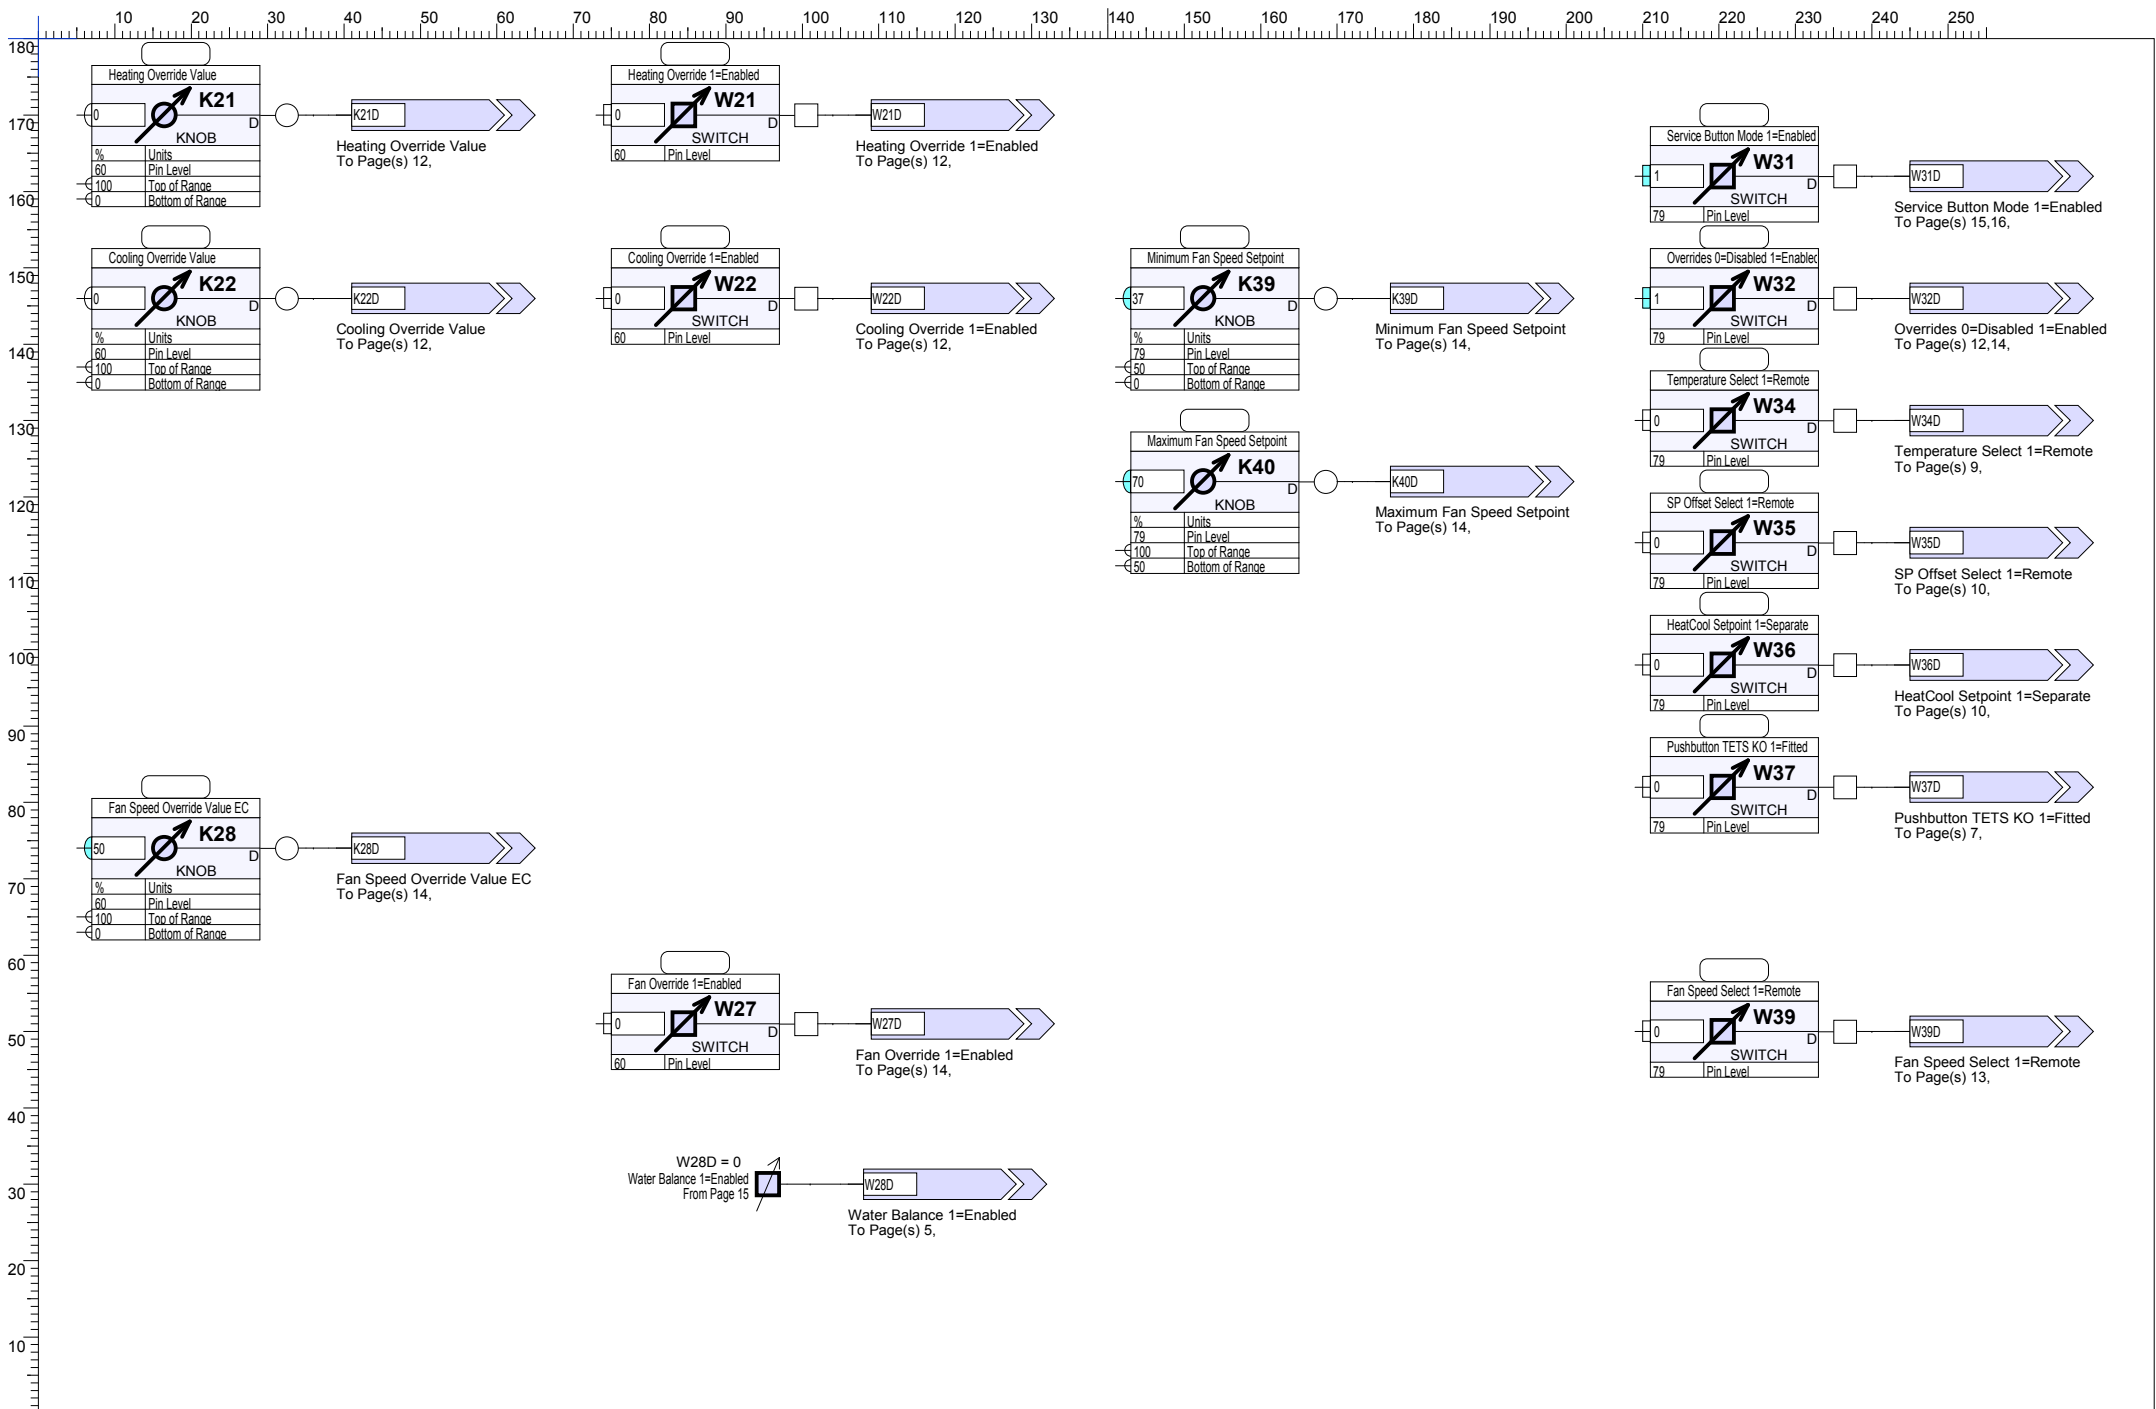 10 20 30 40 50 60 70 80 90 100 110 120 130 140 150 160 170 180 190 200 210 220 230 240 250
180
170
160
150
140
130
120
110
100
90
80
70
60
50
40
30
20
10
Heating Override Value
K21
0
D
KNOB
% Units
60 Pin Level
100 Top of Range
0 Bottom of Range
K21D
Heating Override Value
To Page(s) 12,
Cooling Override Value
K22
0
D
KNOB
% Units
60 Pin Level
100 Top of Range
0 Bottom of Range
K22D
Cooling Override Value
To Page(s) 12,
Fan Speed Override Value EC
K28
50
D
KNOB
% Units
60 Pin Level
100 Top of Range
0 Bottom of Range
K28D
Fan Speed Override Value EC
To Page(s) 14,
Heating Override 1=Enabled
W21
0
D
SWITCH
60 Pin Level
W21D
Heating Override 1=Enabled
To Page(s) 12,
Cooling Override 1=Enabled
W22
0
D
SWITCH
60 Pin Level
W22D
Cooling Override 1=Enabled
To Page(s) 12,
Fan Override 1=Enabled
W27
0
D
SWITCH
60 Pin Level
W27D
Fan Override 1=Enabled
To Page(s) 14,
W28D = 0
Water Balance 1=Enabled
From Page 15
W28D
Water Balance 1=Enabled
To Page(s) 5,
Minimum Fan Speed Setpoint
K39
37
D
KNOB
% Units
79 Pin Level
50 Top of Range
0 Bottom of Range
K39D
Minimum Fan Speed Setpoint
To Page(s) 14,
Maximum Fan Speed Setpoint
K40
70
D
KNOB
% Units
79 Pin Level
100 Top of Range
50 Bottom of Range
K40D
Maximum Fan Speed Setpoint
To Page(s) 14,
Service Button Mode 1=Enabled
W31
1
D
SWITCH
79 Pin Level
W31D
Service Button Mode 1=Enabled
To Page(s) 15,16,
Overrides 0=Disabled 1=Enabled
W32
1
D
SWITCH
79 Pin Level
W32D
Overrides 0=Disabled 1=Enabled
To Page(s) 12,14,
Temperature Select 1=Remote
W34
0
D
SWITCH
79 Pin Level
W34D
Temperature Select 1=Remote
To Page(s) 9,
SP Offset Select 1=Remote
W35
0
D
SWITCH
79 Pin Level
W35D
SP Offset Select 1=Remote
To Page(s) 10,
HeatCool Setpoint 1=Separate
W36
0
D
SWITCH
79 Pin Level
W36D
HeatCool Setpoint 1=Separate
To Page(s) 10,
Pushbutton TETS KO 1=Fitted
W37
0
D
SWITCH
79 Pin Level
W37D
Pushbutton TETS KO 1=Fitted
To Page(s) 7,
Fan Speed Select 1=Remote
W39
0
D
SWITCH
79 Pin Level
W39D
Fan Speed Select 1=Remote
To Page(s) 13,